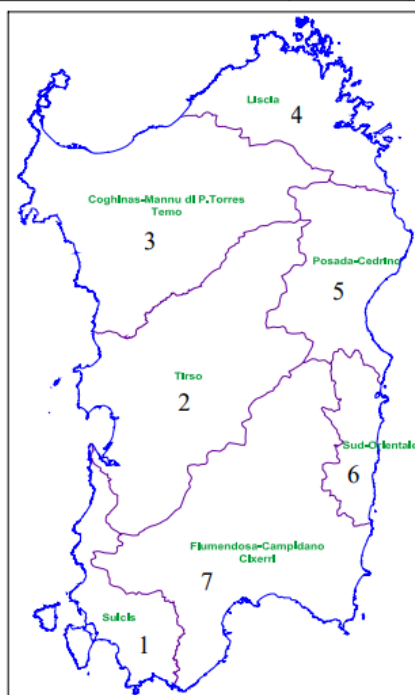 Liscia
4
Coghinas-Mannu di P.Torres
Temo
3
Posada-Cedrino
5
Tirso
2
Sud-Orientale
6
Flumendosa-Campidano
Cixerri
7
Sulcis
1